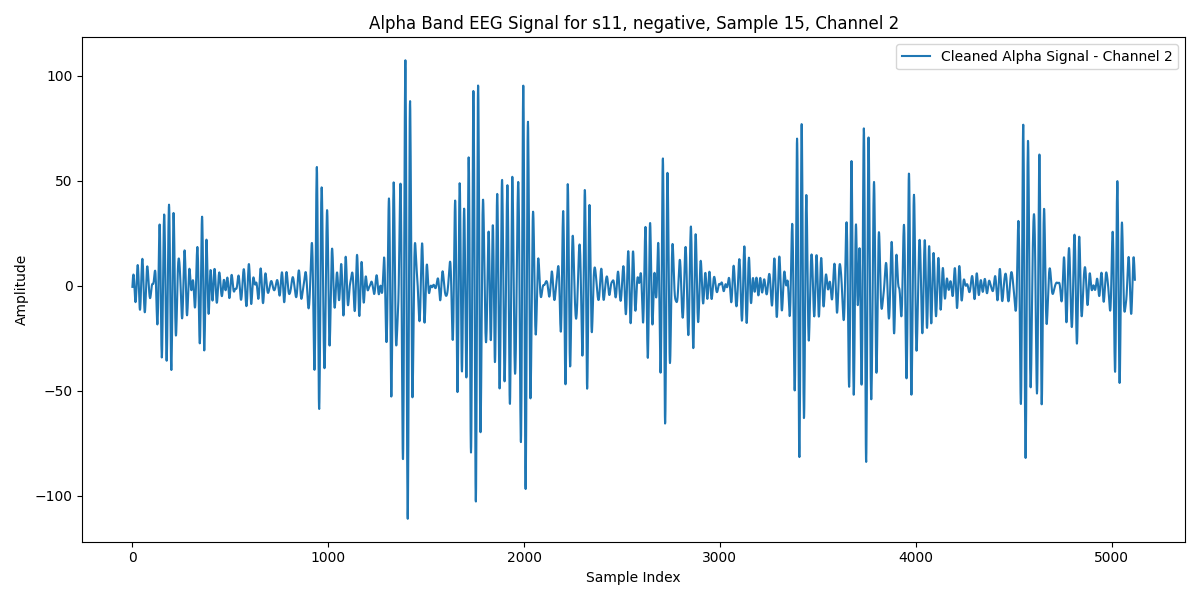 Alpha Band EEG Signal for s11, negative, Sample 15, Channel 2
Cleaned Alpha Signal - Channel 2
Amplitude
100
50
0
−50
−100
0 1000 2000 3000 4000 5000
Sample Index